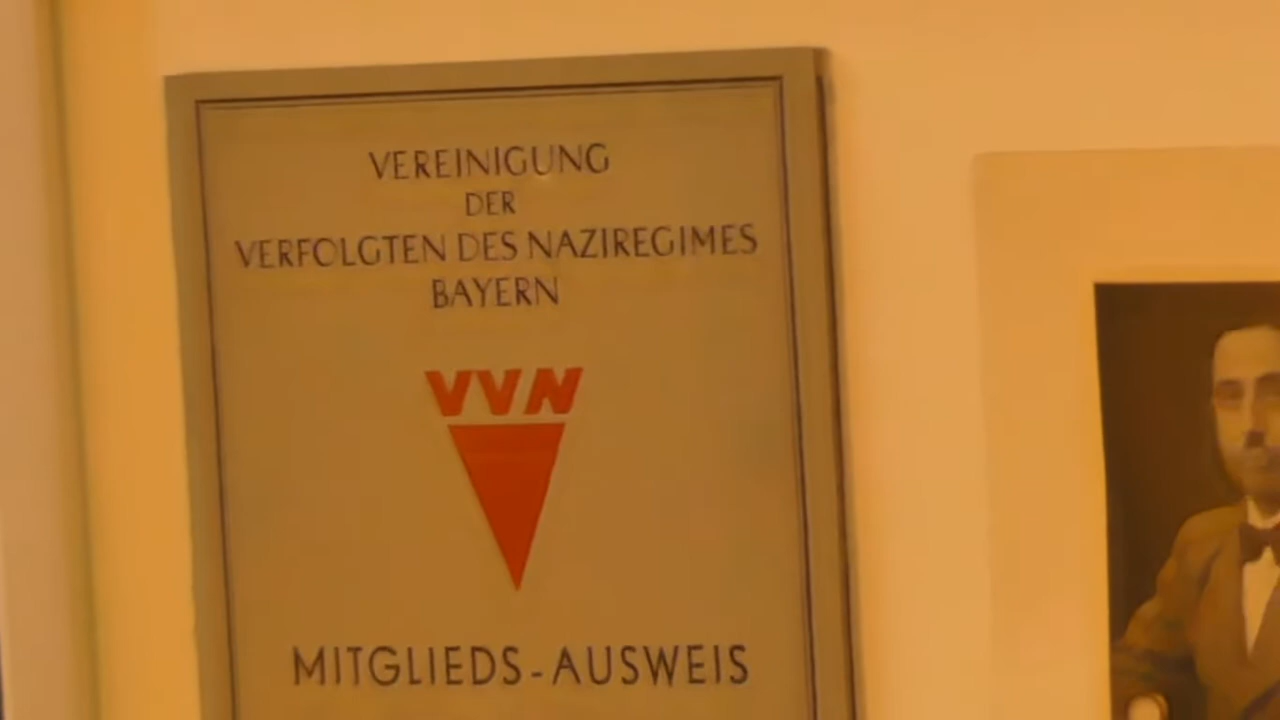 VEREINIGUNG
DER
VERFOLGTEN DES NAZIREGIMES
BAYERN
VVN
MITGLIEDS-AUSWEIS